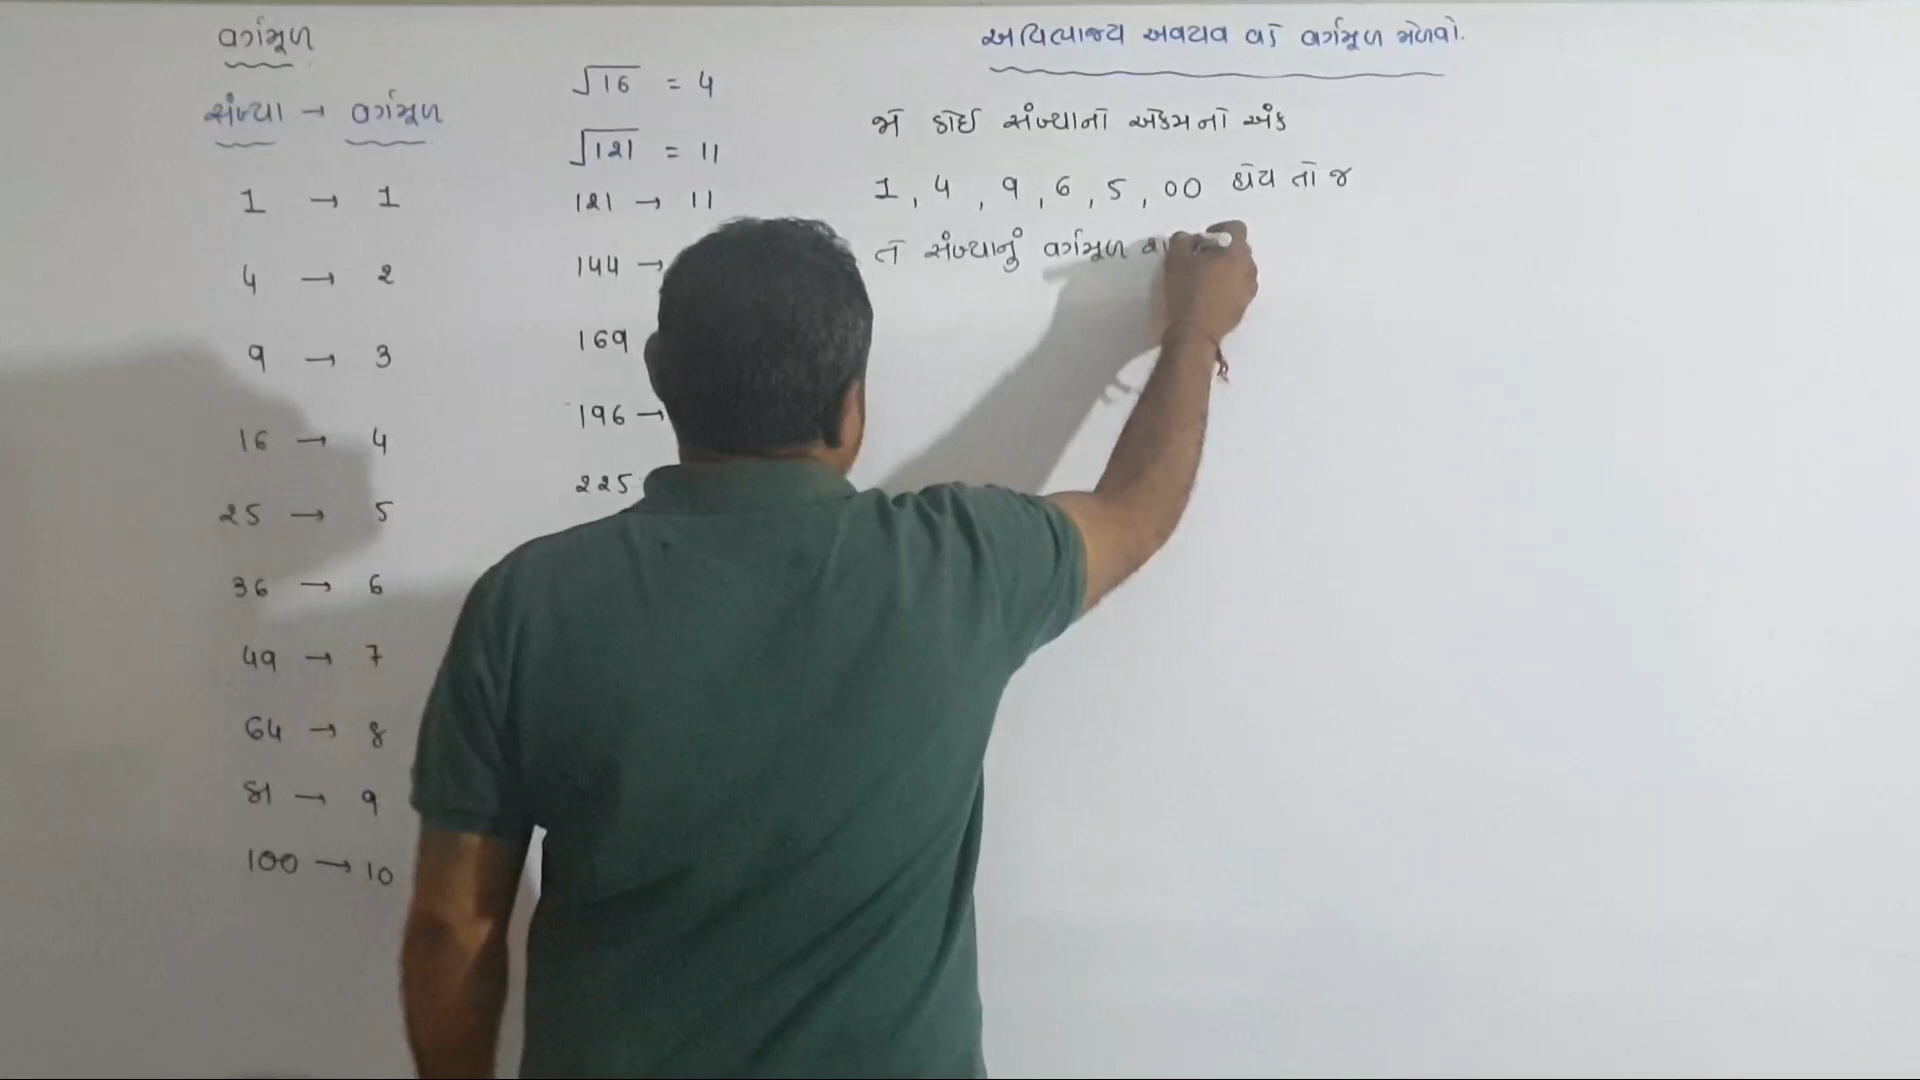 વર્ગમૂળ
સંખ્યા → વર્ગમૂળ
1 → 1
4 → 2
9 → 3
16 → 4
25 → 5
36 → 6
49 → 7
64 → 8
81 → 9
100 → 10
√16 = 4
√121 = 11
121 → 11
144 →
169
196 →
225
અવિભાજ્ય અવયવ વડે વર્ગમૂળ મેળવો.
જે કોઈ સંખ્યાનો એકમનો અંક
1, 4, 9, 6, 5, 00 હોય તો જ
તે સંખ્યાનું વર્ગમૂળ